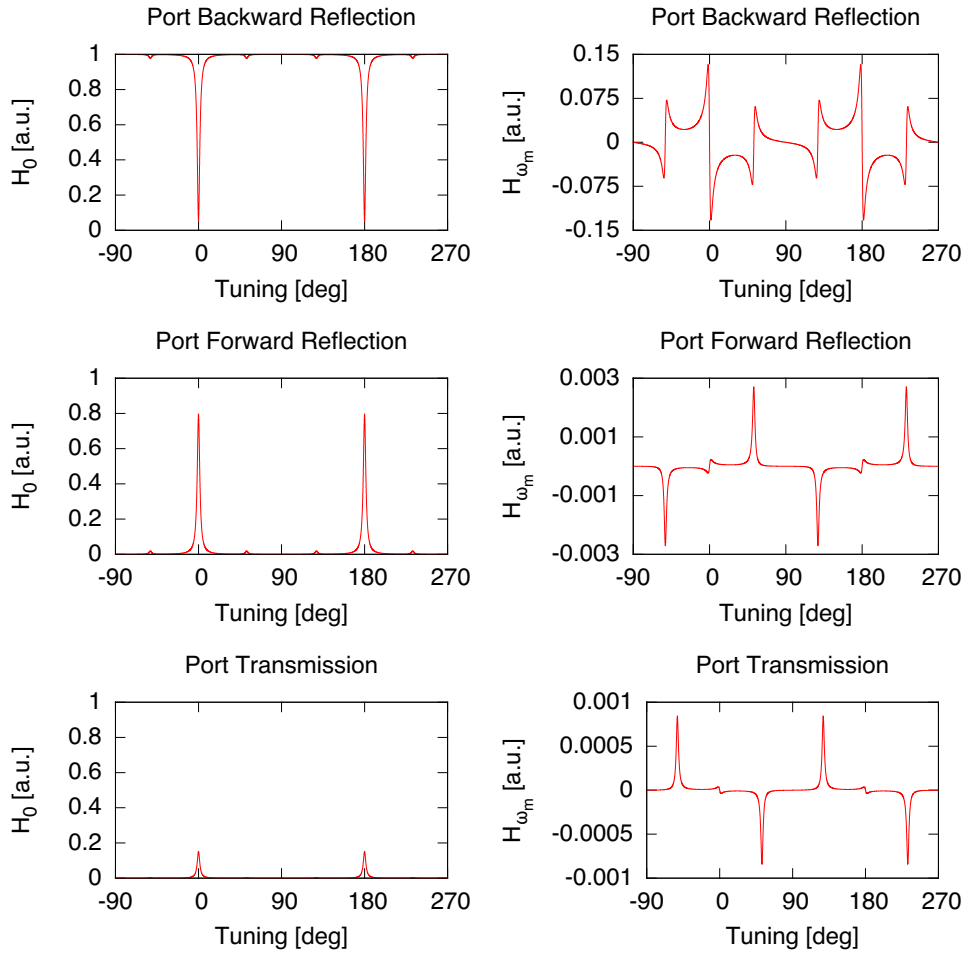 Port Backward Reflection
H_0 [a.u.]
1
0.8
0.6
0.4
0.2
0
-90 0 90 180 270
Tuning [deg]
Port Backward Reflection
H_ω_m [a.u.]
0.15
0.075
0
-0.075
-0.15
-90 0 90 180 270
Tuning [deg]
Port Forward Reflection
H_0 [a.u.]
1
0.8
0.6
0.4
0.2
0
-90 0 90 180 270
Tuning [deg]
Port Forward Reflection
H_ω_m [a.u.]
0.003
0.001
-0.001
-0.003
-90 0 90 180 270
Tuning [deg]
Port Transmission
H_0 [a.u.]
1
0.8
0.6
0.4
0.2
0
-90 0 90 180 270
Tuning [deg]
Port Transmission
H_ω_m [a.u.]
0.001
0.0005
0
-0.0005
-0.001
-90 0 90 180 270
Tuning [deg]